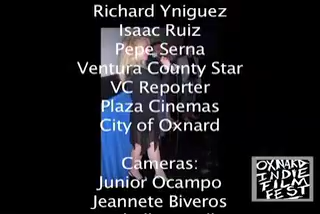 Richard Yniguez
Isaac Ruiz
Pepe Serna
Ventura County Star
VC Reporter
Plaza Cinemas
City of Oxnard
Cameras:
Junior Ocampo
Jeannete Biveros
OXNARD
INDIE
FILM
FEST